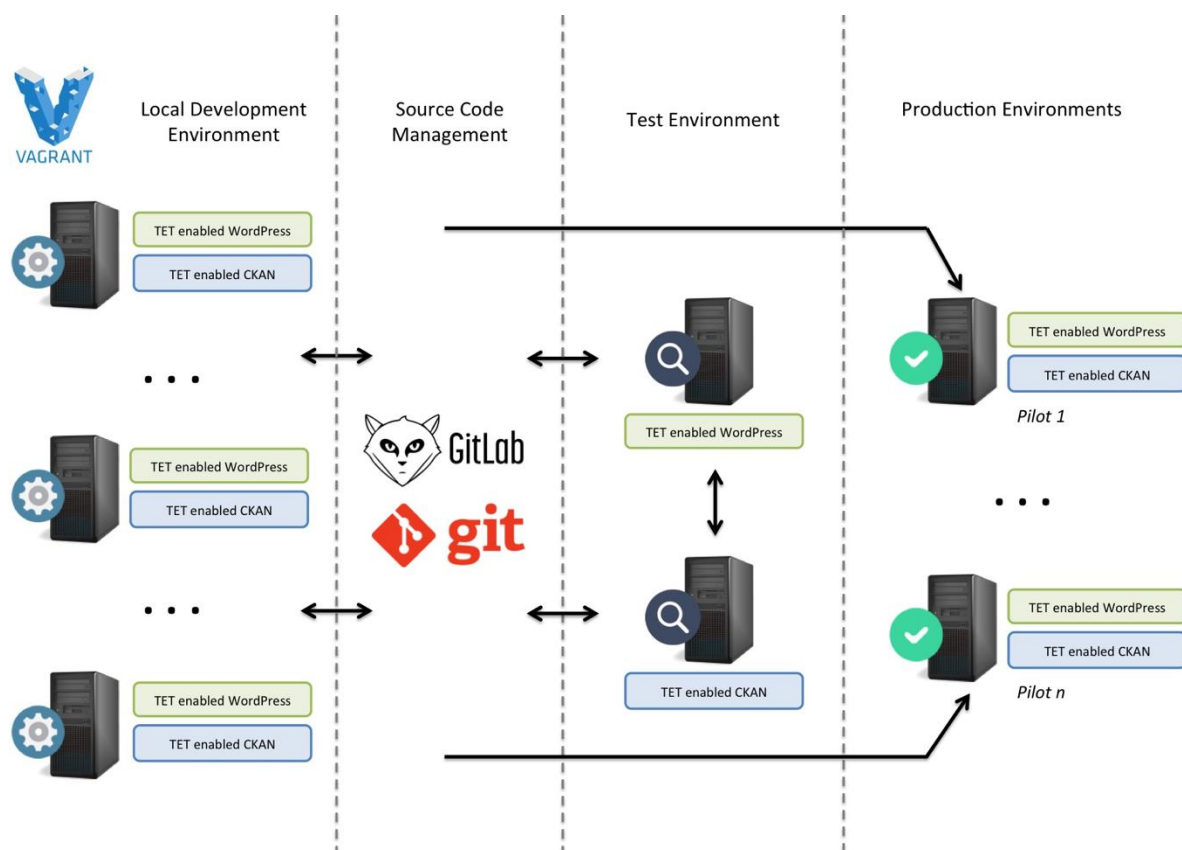 VAGRANT
Local Development
Environment
Source Code
Management
Test Environment
Production Environments
TET enabled WordPress
TET enabled CKAN
. . .
TET enabled WordPress
TET enabled CKAN
. . .
TET enabled WordPress
TET enabled CKAN
GitLab
git
TET enabled WordPress
TET enabled CKAN
TET enabled WordPress
TET enabled CKAN
Pilot 1
. . .
TET enabled WordPress
TET enabled CKAN
Pilot n